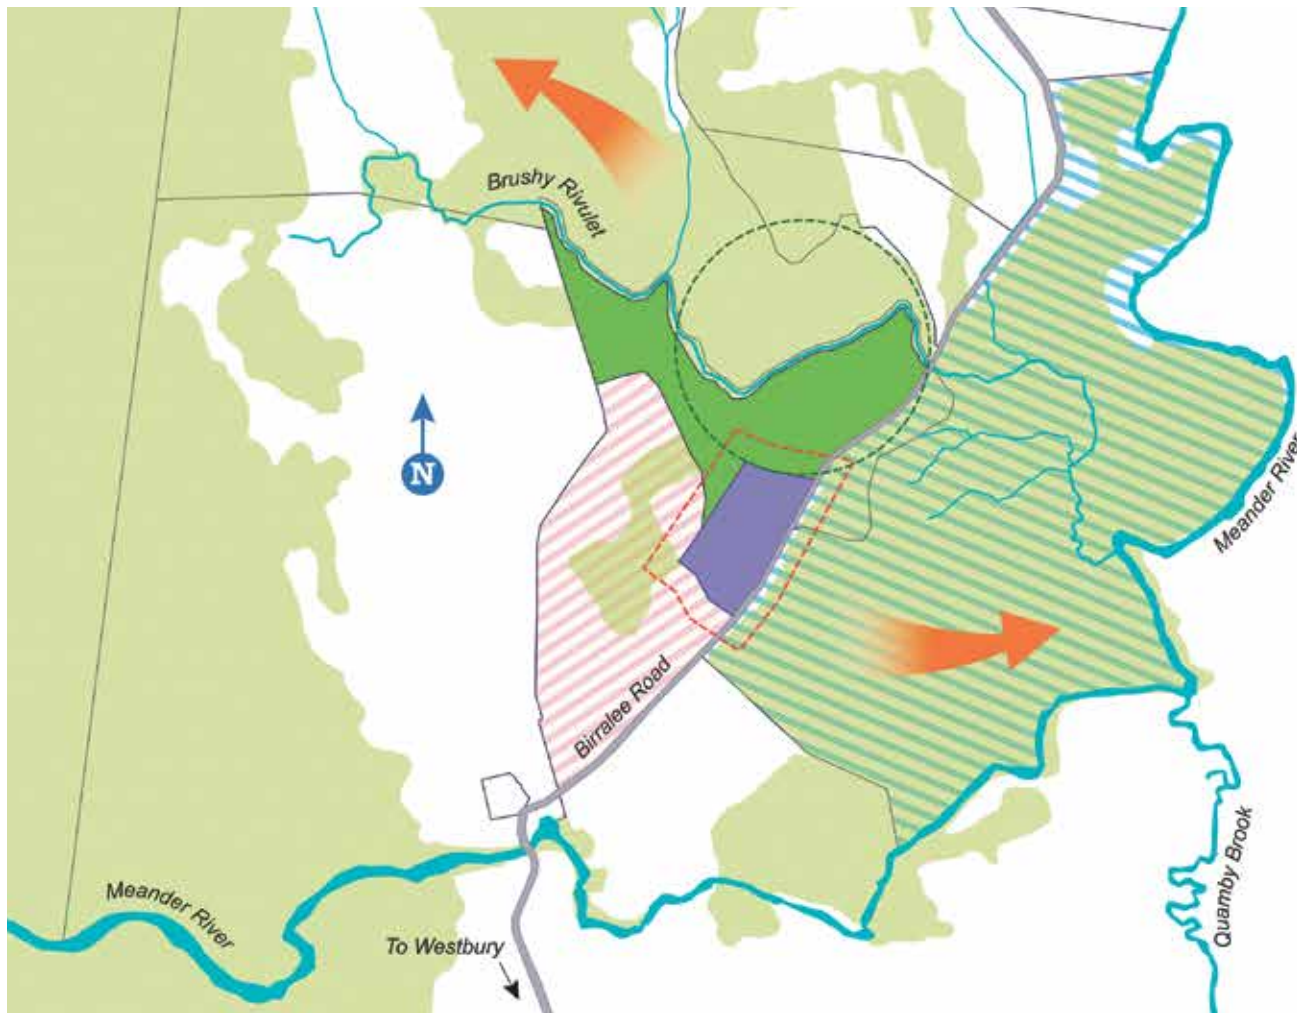 Brushy Rivulet
N
Meander River
Birralee Road
Meander River
To Westbury
Quamby Brook